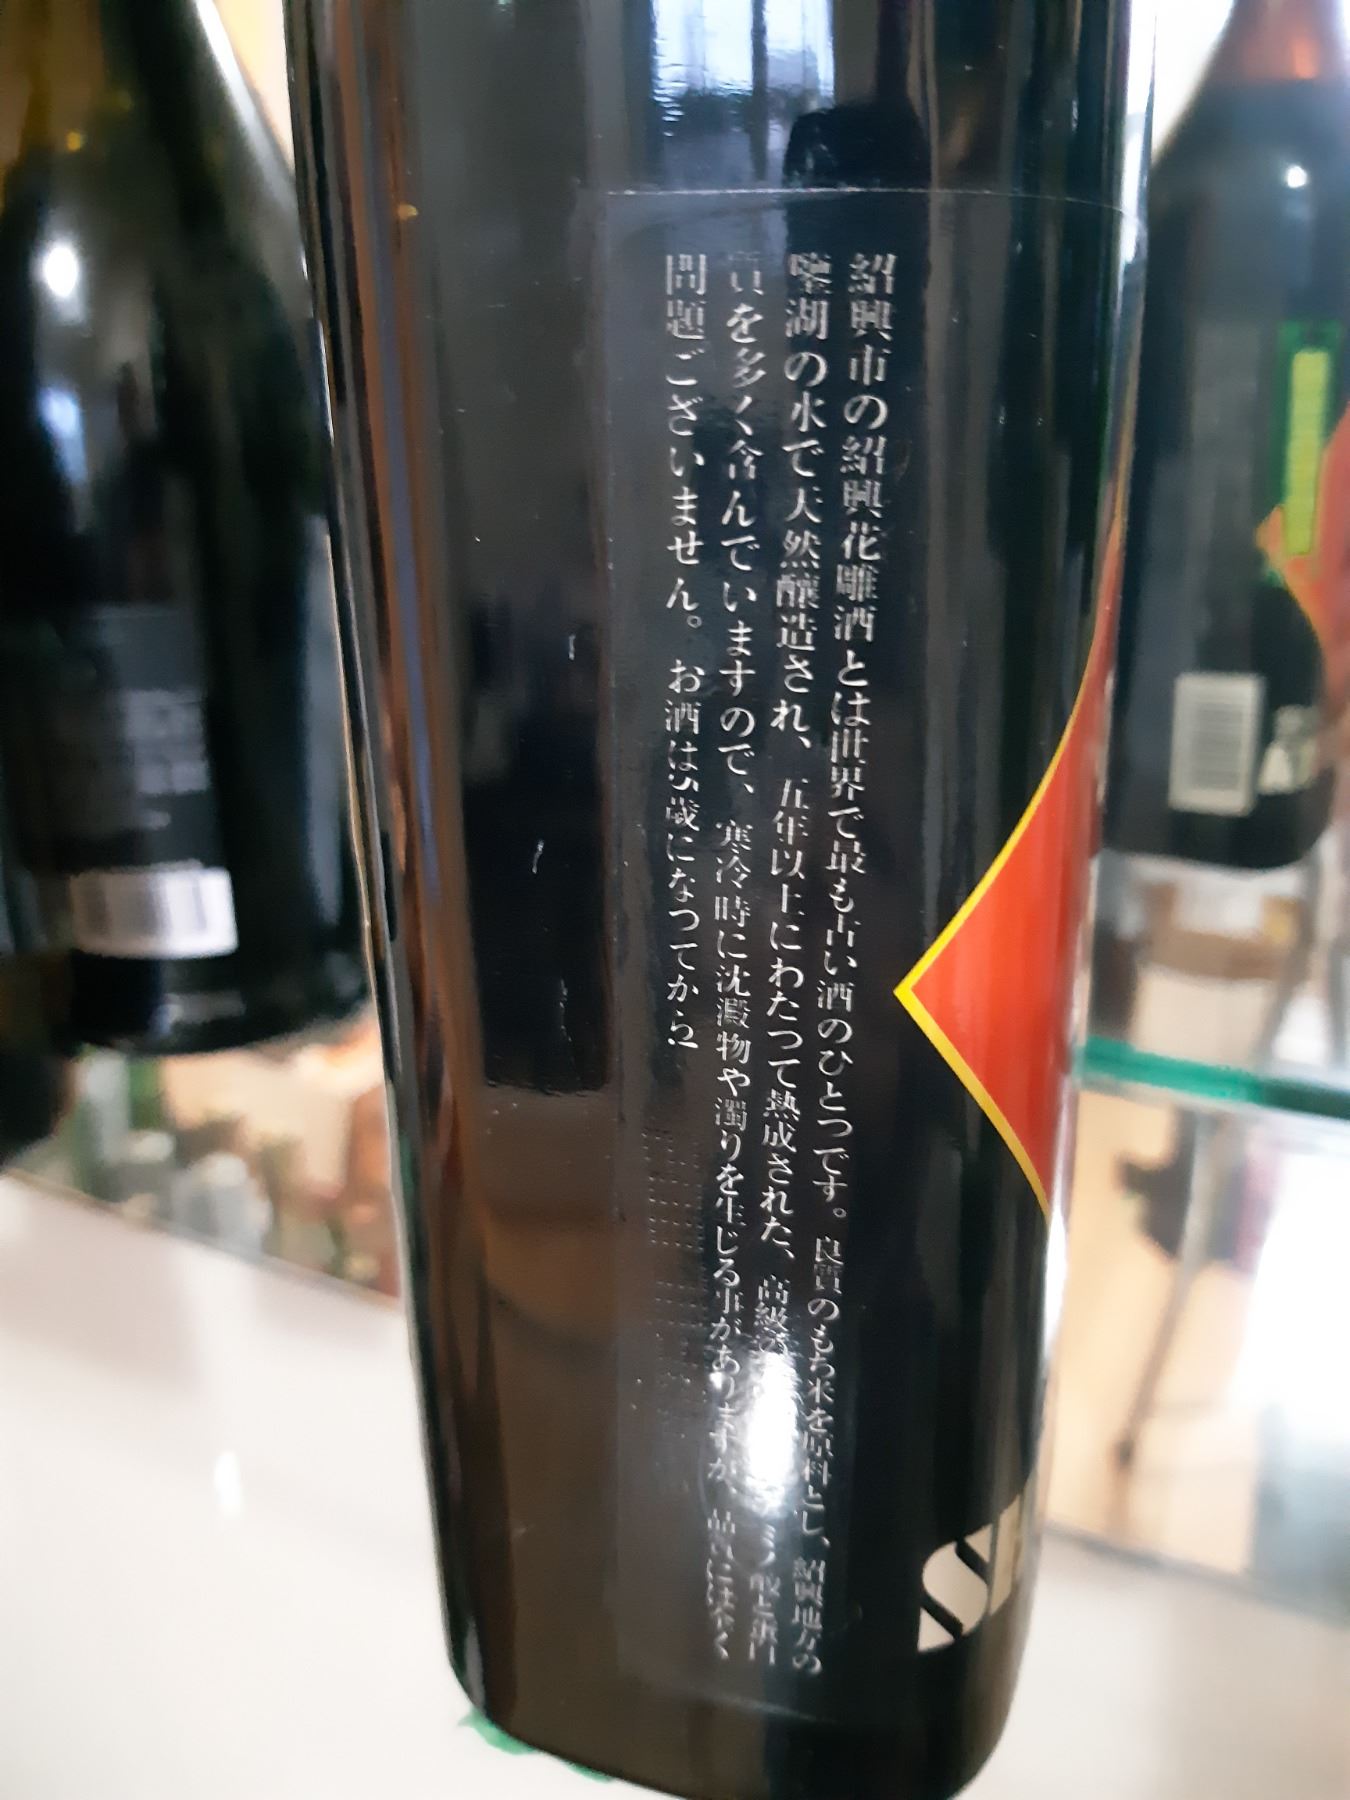 紹興市の紹興花雕酒とは世界で最も古い酒のひとつです。良質のもち米を原料とし、紹興地方の
鑒湖の水で天然醸造され、五年以上にわたつて熟成された、高級
質を多く含んでいますので、寒冷時に沈澱物や濁りを生じる事がありますが、品質には全く
問題ございません。お酒は 歳になつてから